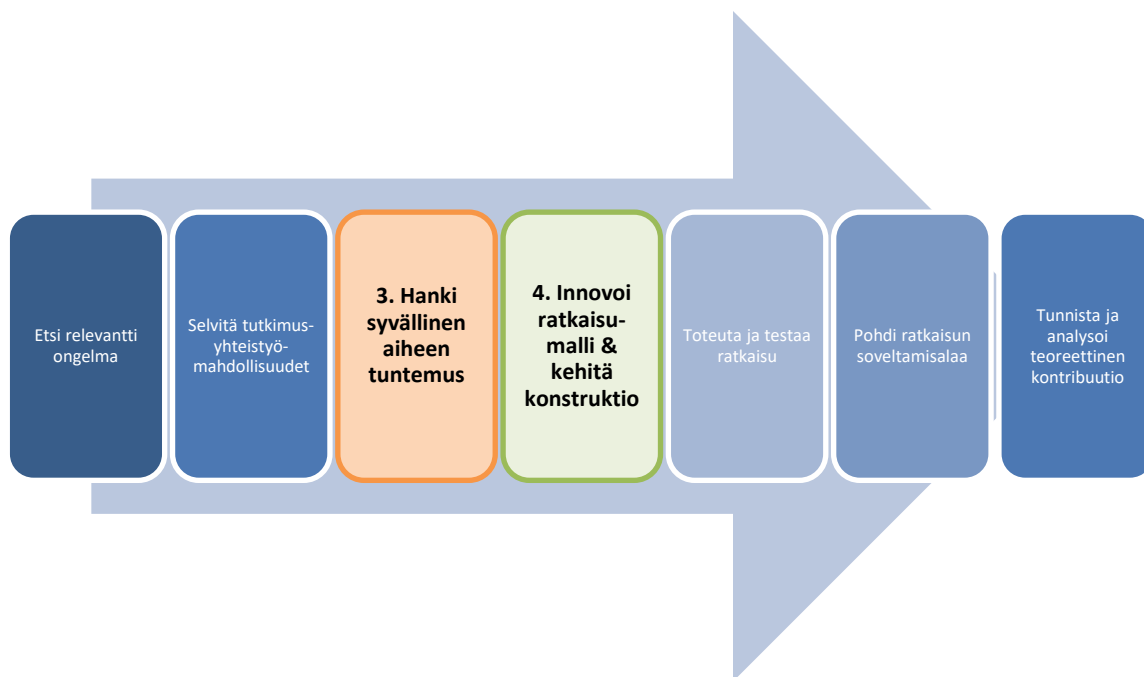 Etsi relevantti
ongelma
Selvitä tutkimus-
yhteistyö-
mahdollisuudet
3. Hanki
syvällinen
aiheen
tuntemus
4. Innovoi
ratkaisu-
malli &
kehitä
konstruktio
Toteuta ja testaa
ratkaisu
Pohdi ratkaisun
soveltamisalaa
Tunnista ja
analysoi
teoreettinen
kontribuutio